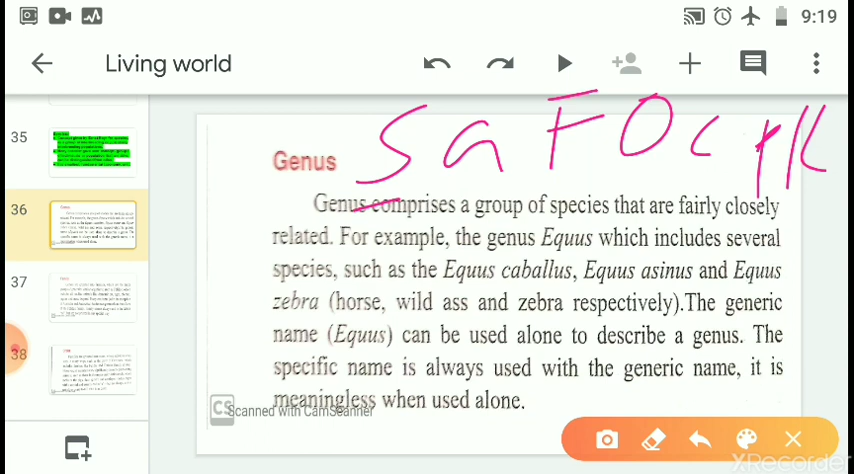 9:19
Living world
35
36
37
38
S G F O C P K
Genus
Genus comprises a group of species that are fairly closely
related. For example, the genus Equus which includes several
species, such as the Equus caballus, Equus asinus and Equus
zebra (horse, wild ass and zebra respectively).The generic
name (Equus) can be used alone to describe a genus. The
specific name is always used with the generic name, it is
meaningless when used alone.
CS Scanned with CamScanner
XRecorder